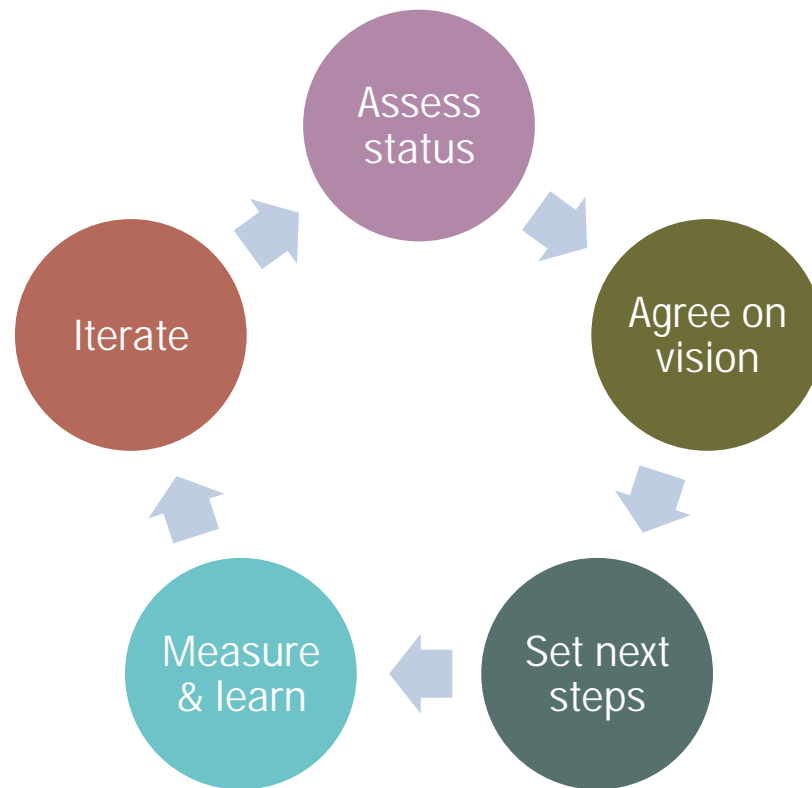 Assess
status
Agree on
vision
Set next
steps
Measure
& learn
Iterate